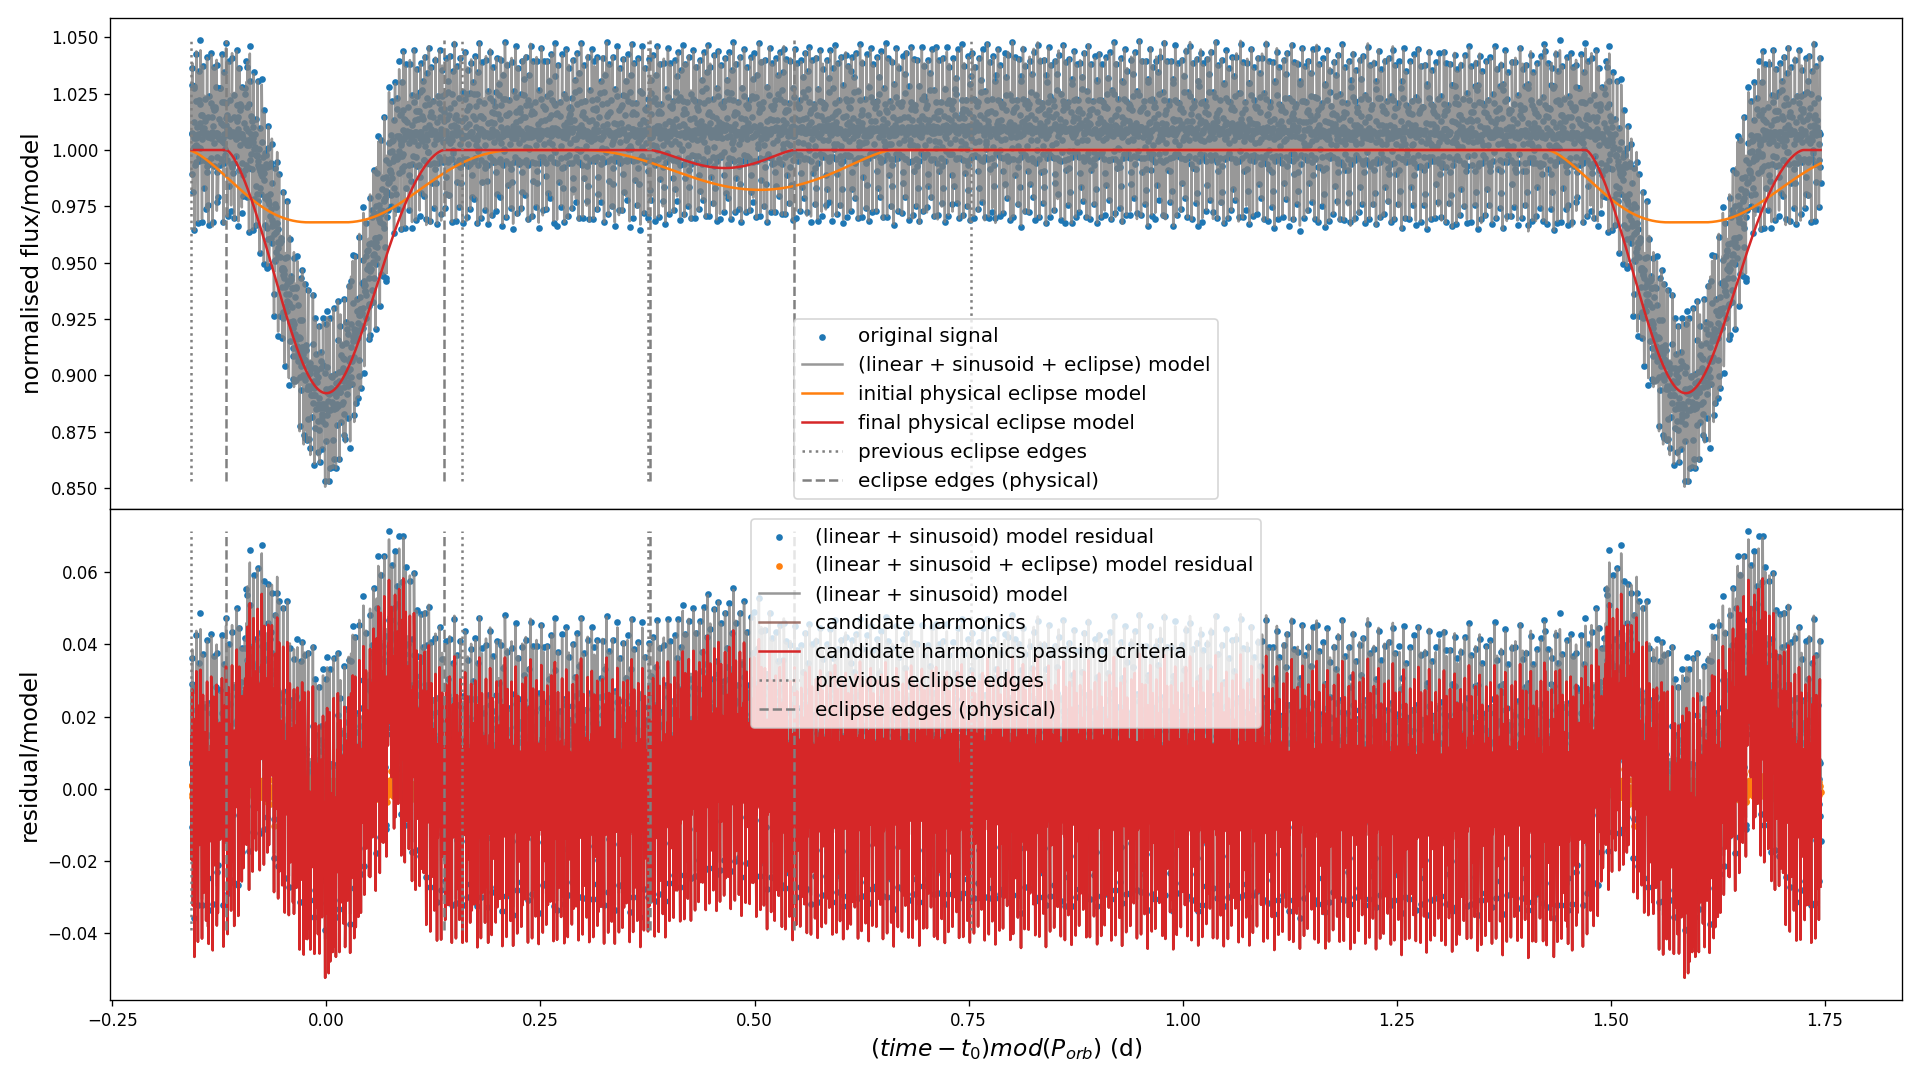 normalised flux/model
1.050
1.025
1.000
0.975
0.950
0.925
0.900
0.875
0.850
original signal
(linear + sinusoid + eclipse) model
initial physical eclipse model
final physical eclipse model
previous eclipse edges
eclipse edges (physical)
residual/model
0.06
0.04
0.02
0.00
−0.02
−0.04
(linear + sinusoid) model residual
(linear + sinusoid + eclipse) model residual
(linear + sinusoid) model
candidate harmonics
candidate harmonics passing criteria
previous eclipse edges
eclipse edges (physical)
−0.25 0.00 0.25 0.50 0.75 1.00 1.25 1.50 1.75
(time − t₀)mod(P_orb) (d)